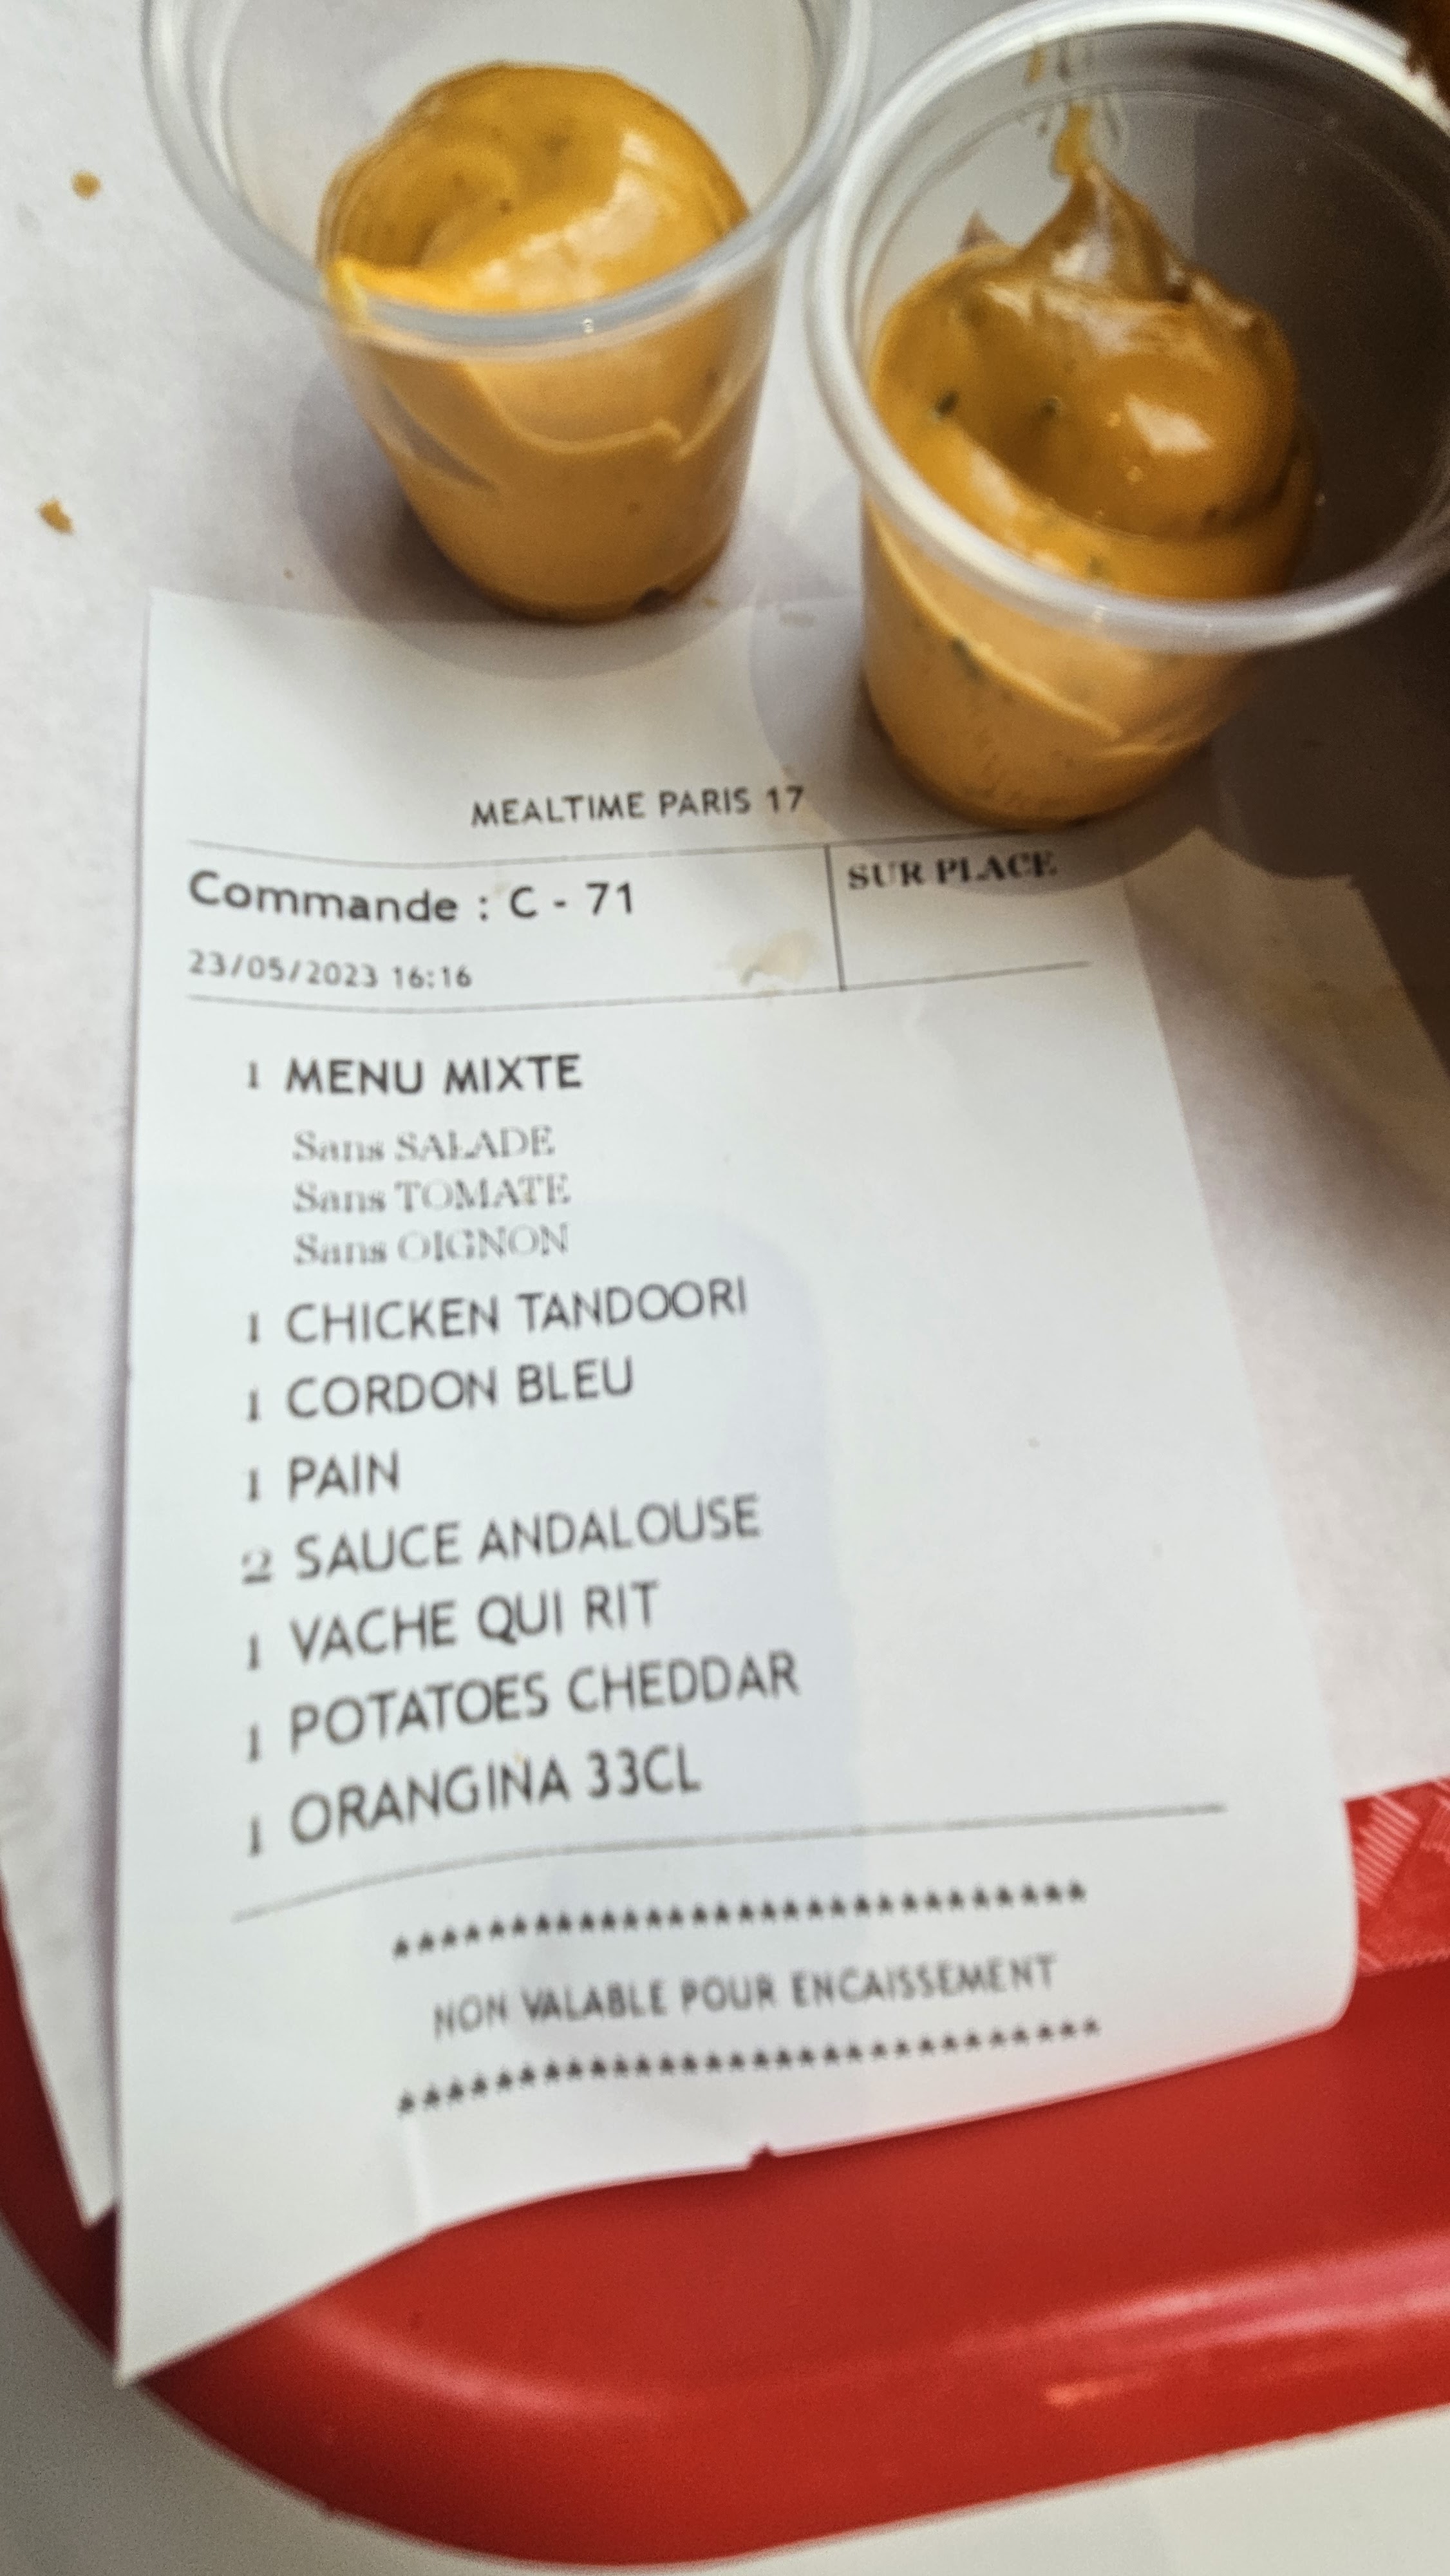 MEALTIME PARIS 17
Commande : C - 71
SUR PLACE
23/05/2023 16:16
1 MENU MIXTE
Sans SALADE
Sans TOMATE
Sans OIGNON
1 CHICKEN TANDOORI
1 CORDON BLEU
1 PAIN
2 SAUCE ANDALOUSE
1 VACHE QUI RIT
1 POTATOES CHEDDAR
1 ORANGINA 33CL
******************************
NON VALABLE POUR ENCAISSEMENT
******************************